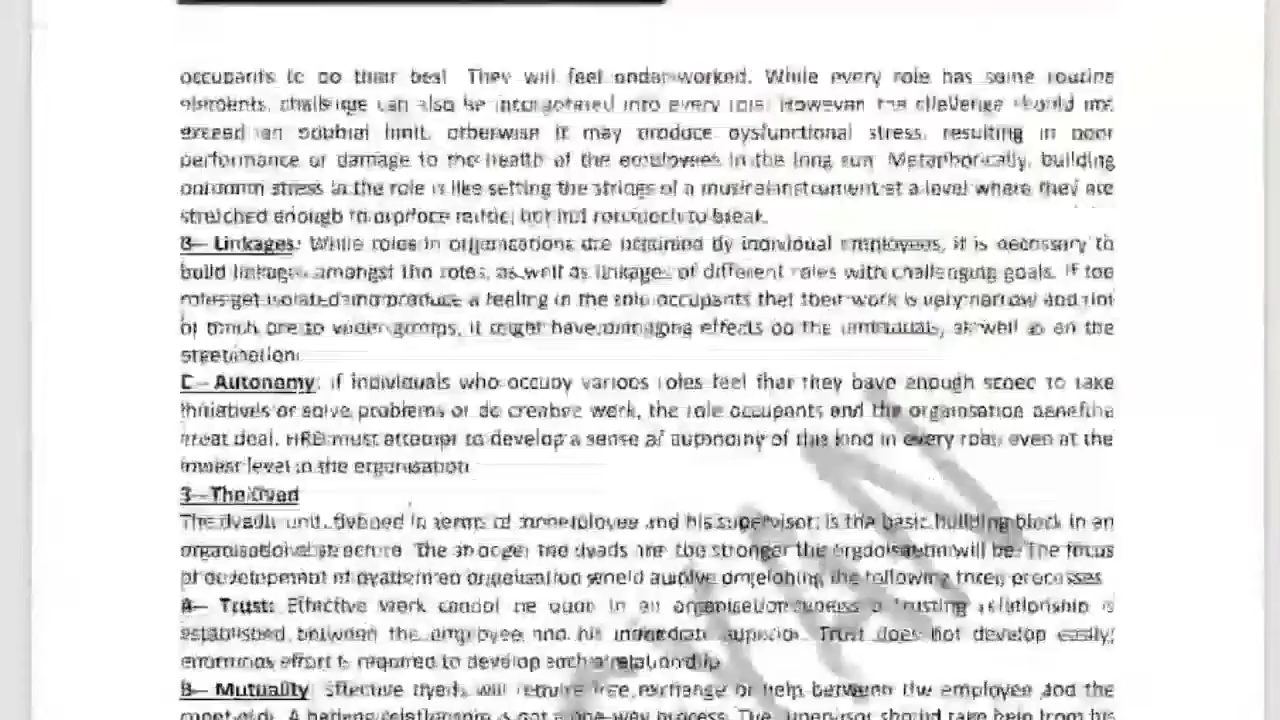 occupants to do their best. They will feel under-worked. While every role has some routine
elements, challenge can also be incorporated into every role. However the challenge should not
exceed an optimal limit, otherwise it may produce dysfunctional stress, resulting in poor
performance or damage to the health of the employees in the long run. Metaphorically, building
optimum stress in the role is like setting the strings of a musical instrument at a level where they are
stretched enough to produce music, but not too much to break.
B— Linkages: While roles in organisations are occupied by individual employees, it is necessary to
build linkages amongst the roles, as well as linkages of different roles with challenging goals. If too
roles get isolated and produce a feeling in the role occupants that their work is very narrow and not
of much use to wider groups, it might have damaging effects on the individuals, as well as on the
organisation.
C— Autonomy: if individuals who occupy various roles feel that they have enough scope to take
initiatives or solve problems or do creative work, the role occupants and the organisation benefit a
great deal. HRD must attempt to develop a sense of autonomy of this kind in every role, even at the
lowest level in the organisation.
3—The Dyad
The dyadic unit, defined in terms of an employee and his supervisor, is the basic building block in an
organisational structure. The stronger the dyads are the stronger the organisation will be. The focus
of development of dyads in an organisation would involve developing the following three processes
A— Trust: Effective work cannot be done in an organisation unless a trusting relationship is
established between the employee and his immediate superior. Trust does not develop easily;
enormous effort is required to develop such a relationship.
B— Mutuality: Effective dyads will require free exchange of help between the employee and the
A helping relationship is not a one-way process. The supervisor should take help from his